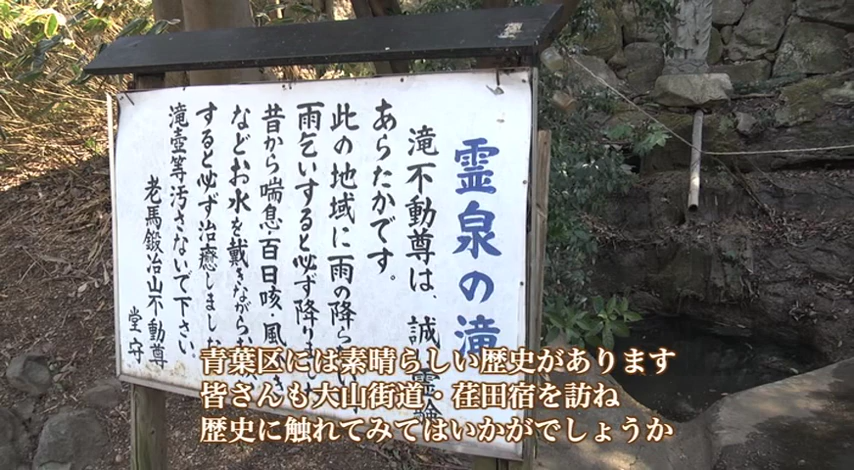 霊泉の滝
滝不動尊は、誠 霊験
あらたかです。
此の地域に雨の降ら
雨乞いすると必ず降りま
昔から喘息・百日咳・風
などお水を戴きながら
すると必ず治癒しました
滝壺等汚さないで下さい。
老馬鍛冶山不動尊
堂守
青葉区には素晴らしい歴史があります
皆さんも大山街道・荏田宿を訪ね
歴史に触れてみてはいかがでしょうか